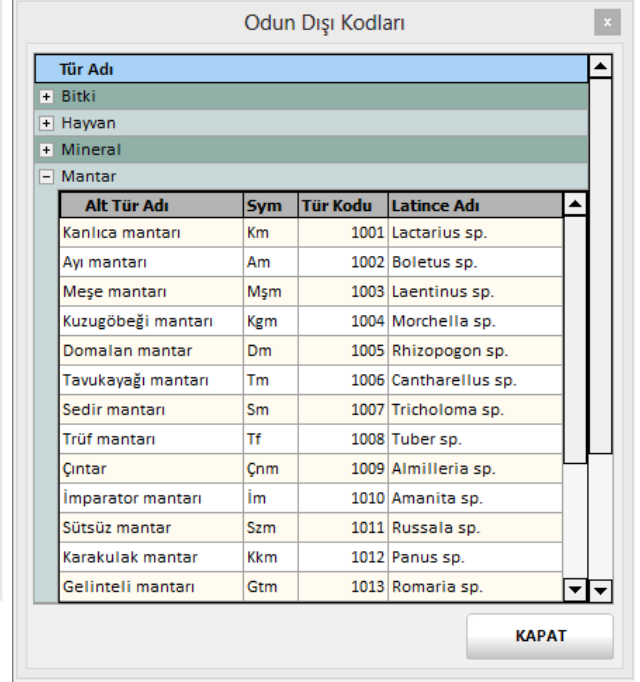 Odun Dışı Kodları
x
Tür Adı
Bitki
Hayvan
Mineral
Mantar
Alt Tür Adı Sym Tür Kodu Latince Adı
Kanlıca mantarı Km 1001 Lactarius sp.
Ayı mantarı Am 1002 Boletus sp.
Meşe mantarı Mşm 1003 Laentinus sp.
Kuzugöbeği mantarı Kgm 1004 Morchella sp.
Domalan mantar Dm 1005 Rhizopogon sp.
Tavukayağı mantarı Tm 1006 Cantharellus sp.
Sedir mantarı Sm 1007 Tricholoma sp.
Trüf mantarı Tf 1008 Tuber sp.
Çıntar Çnm 1009 Almilleria sp.
İmparator mantarı İm 1010 Amanita sp.
Sütsüz mantar Szm 1011 Russala sp.
Karakulak mantar Kkm 1012 Panus sp.
Gelinteli mantarı Gtm 1013 Romaria sp.
KAPAT